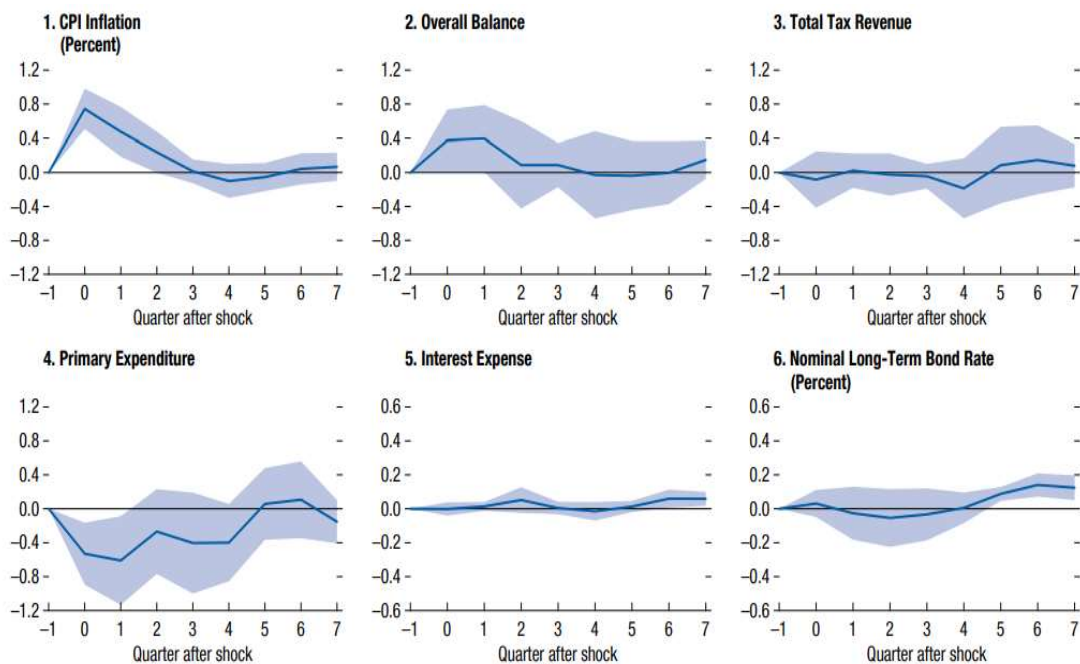 1. CPI Inflation
(Percent)
1.2
0.8
0.4
0.0
−0.4
−0.8
−1.2
−1 0 1 2 3 4 5 6 7
Quarter after shock
2. Overall Balance
1.2
0.8
0.4
0.0
−0.4
−0.8
−1.2
−1 0 1 2 3 4 5 6 7
Quarter after shock
3. Total Tax Revenue
1.2
0.8
0.4
0.0
−0.4
−0.8
−1.2
−1 0 1 2 3 4 5 6 7
Quarter after shock
4. Primary Expenditure
1.2
0.8
0.4
0.0
−0.4
−0.8
−1.2
−1 0 1 2 3 4 5 6 7
Quarter after shock
5. Interest Expense
0.6
0.4
0.2
0.0
−0.2
−0.4
−0.6
−1 0 1 2 3 4 5 6 7
Quarter after shock
6. Nominal Long-Term Bond Rate
(Percent)
0.6
0.4
0.2
0.0
−0.2
−0.4
−0.6
−1 0 1 2 3 4 5 6 7
Quarter after shock